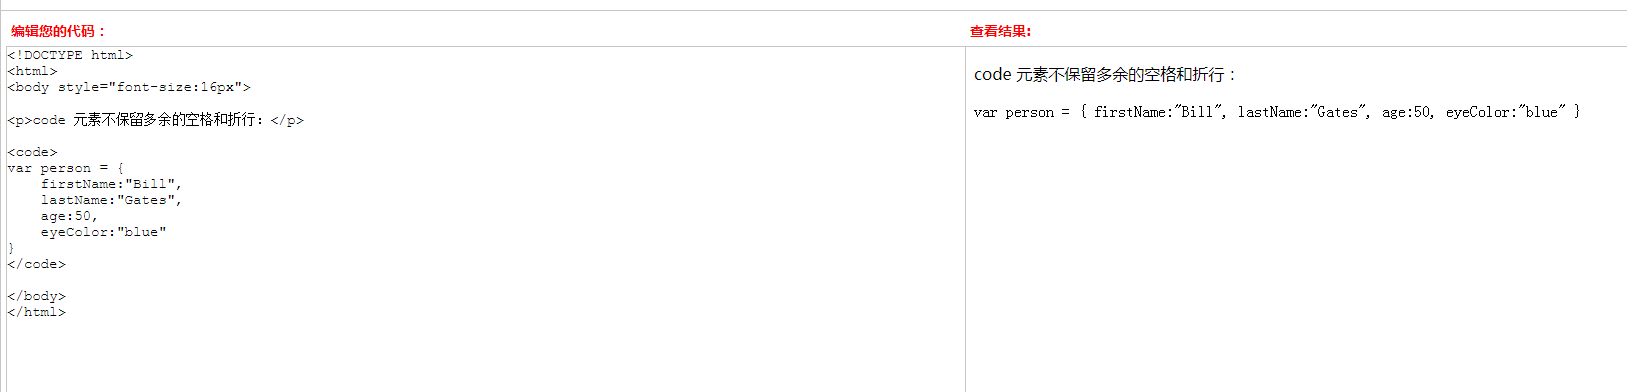 编辑您的代码：
<!DOCTYPE html>
<html>
<body style="font-size:16px">
<p>code 元素不保留多余的空格和折行：</p>
<code>
var person = {
    firstName:"Bill",
    lastName:"Gates",
    age:50,
    eyeColor:"blue"
}
</code>
</body>
</html>
查看结果:
code 元素不保留多余的空格和折行：
var person = { firstName:"Bill", lastName:"Gates", age:50, eyeColor:"blue" }